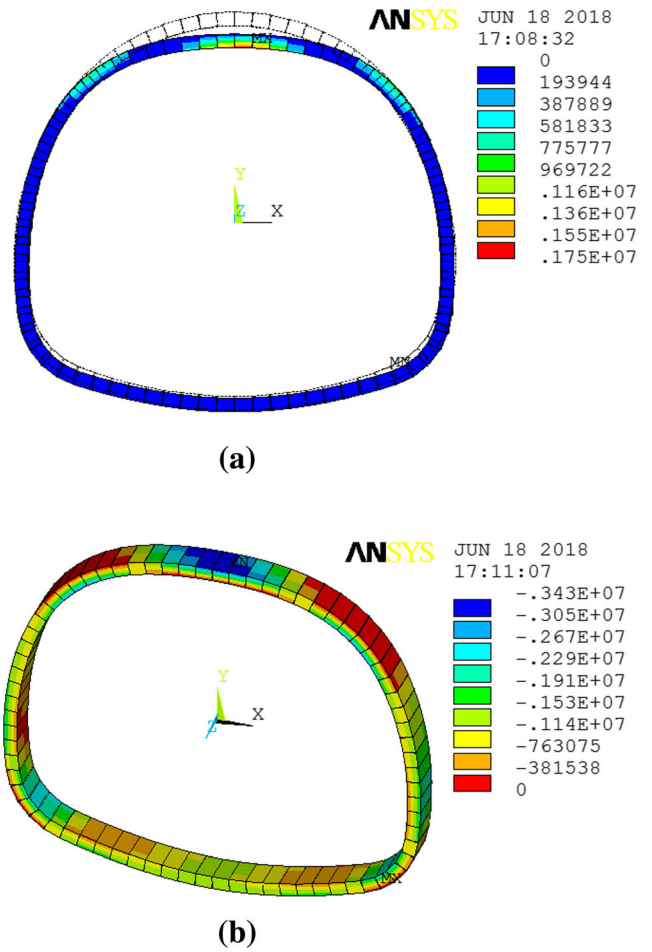 ANSYS
JUN 18 2018
17:08:32
0
193944
387889
581833
775777
969722
.116E+07
.136E+07
.155E+07
.175E+07
MX
Y
Z
X
MN
(a)
ANSYS
JUN 18 2018
17:11:07
-.343E+07
-.305E+07
-.267E+07
-.229E+07
-.191E+07
-.153E+07
-.114E+07
-763075
-381538
0
MN
Y
Z
X
MX
(b)